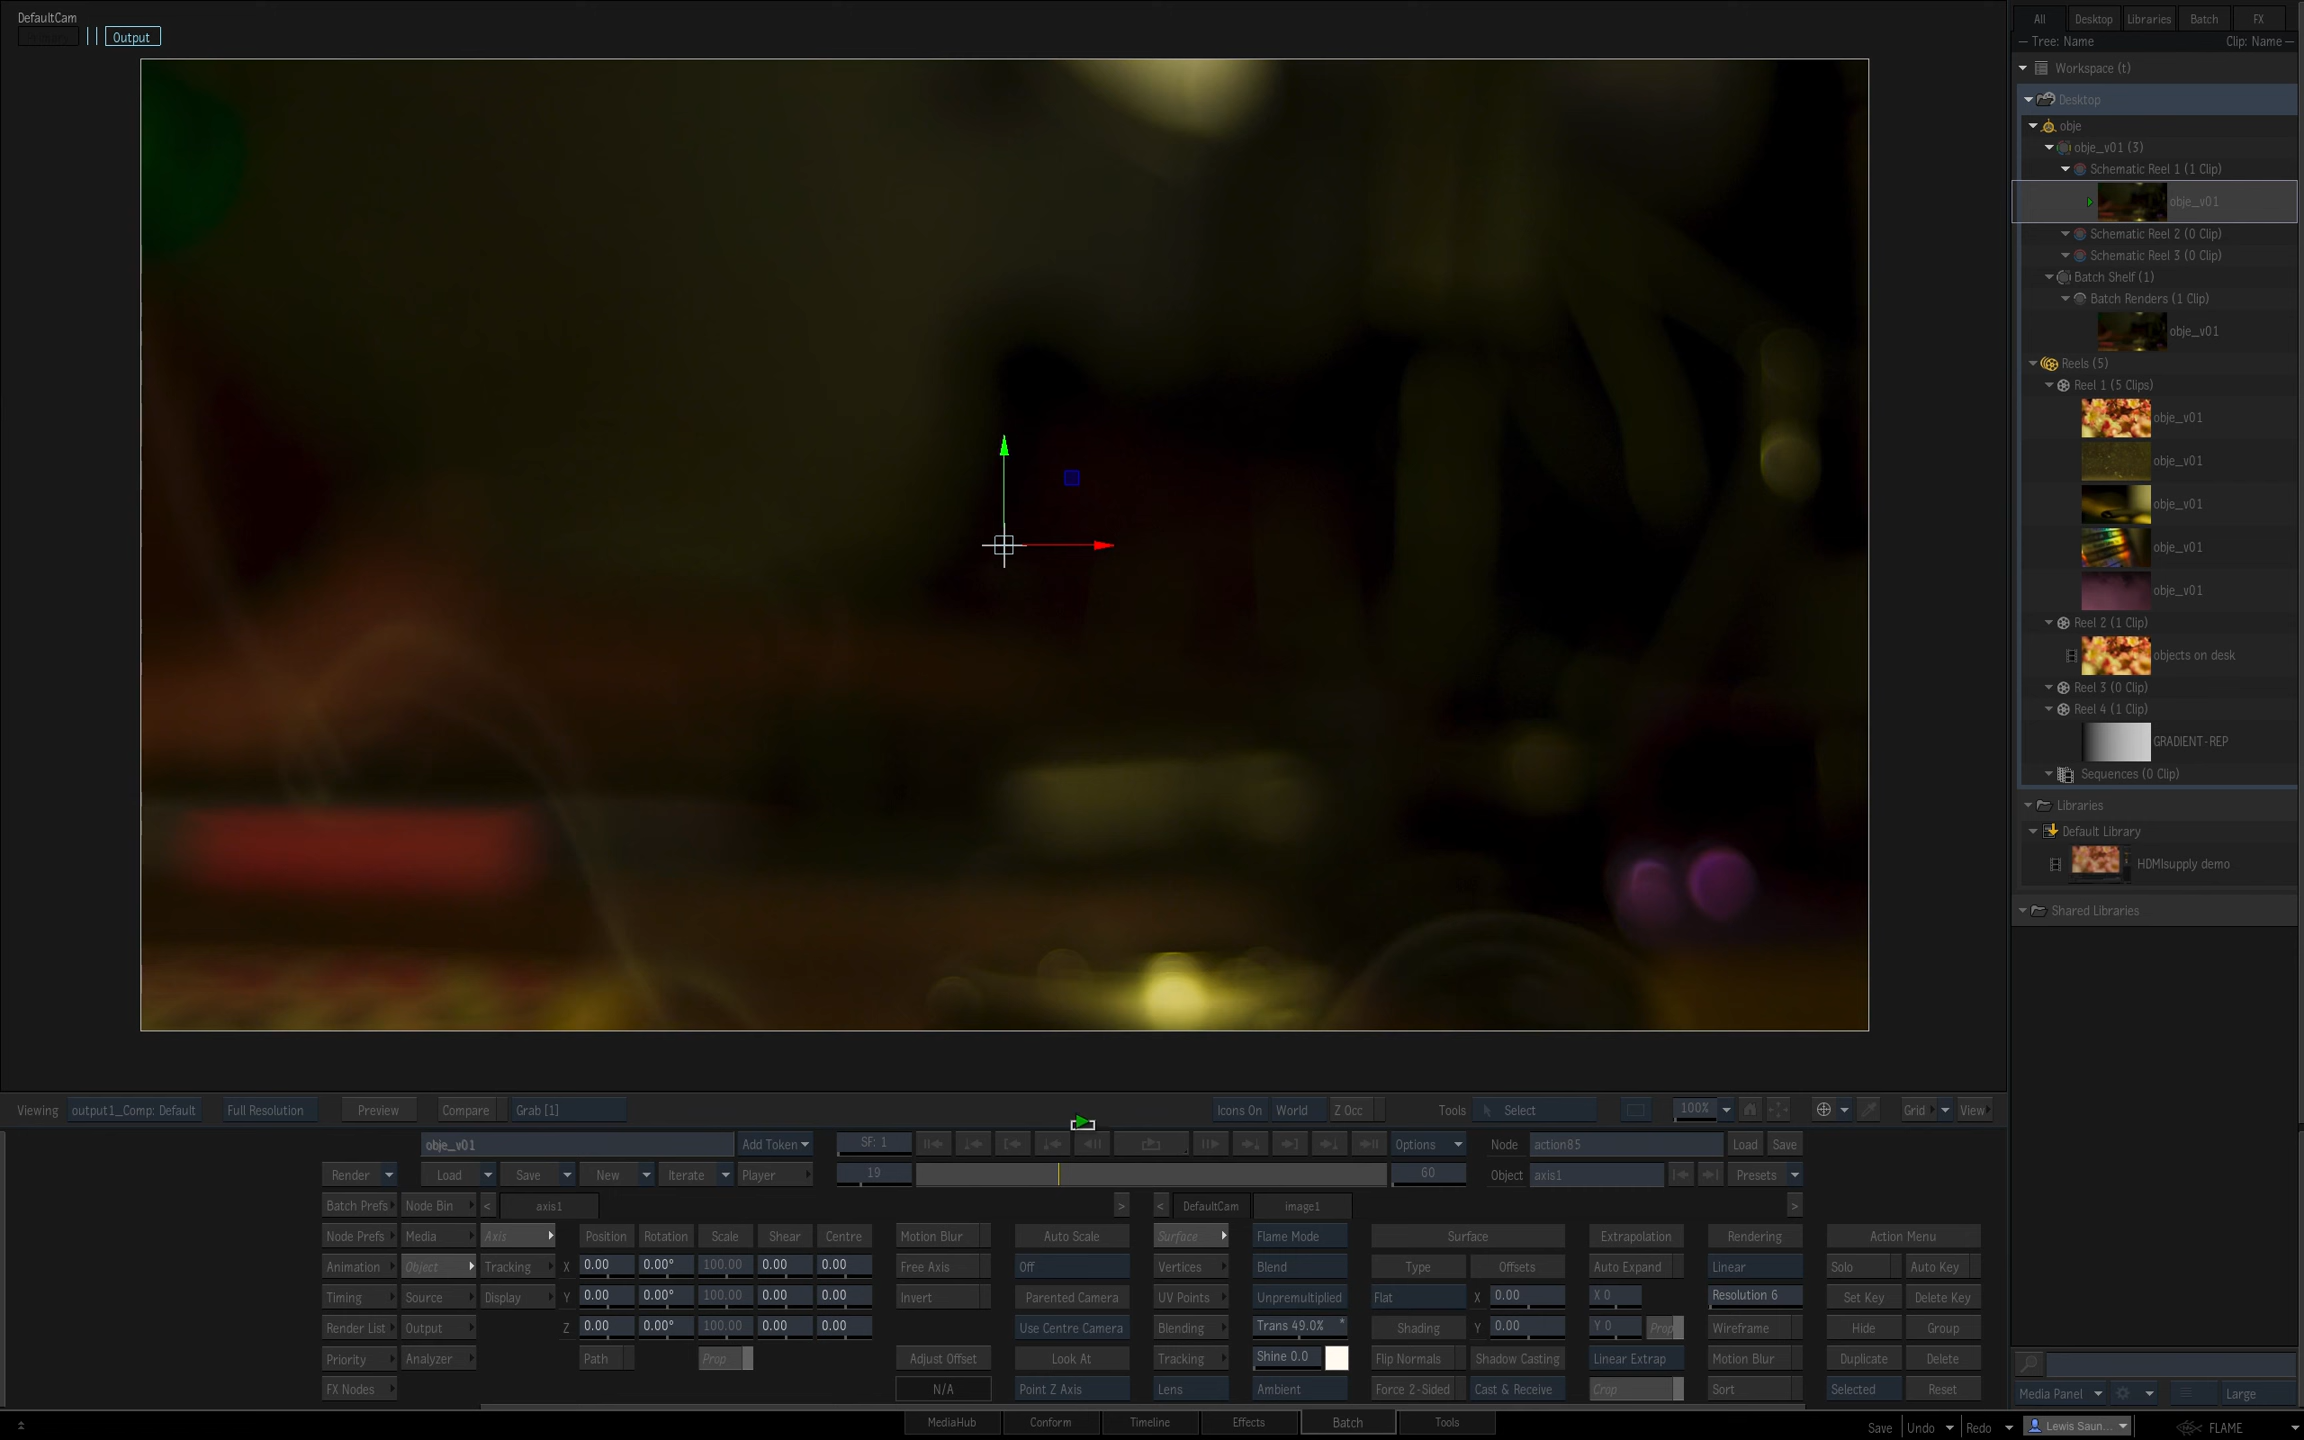 DefaultCam
Output
All Desktop Libraries Batch FX
Tree: Name Clip: Name
Workspace (t)
Desktop
obje
obje_v01 (3)
Schematic Reel 1 (1 Clip)
obje_v01
Schematic Reel 2 (0 Clip)
Schematic Reel 3 (0 Clip)
Batch Shelf (1)
Batch Renders (1 Clip)
obje_v01
Reels (5)
Reel 1 (5 Clips)
obje_v01
obje_v01
obje_v01
obje_v01
obje_v01
Reel 2 (1 Clip)
objects on desk
Reel 3 (0 Clip)
Reel 4 (1 Clip)
GRADIENT-REP
Sequences (0 Clip)
Libraries
Default Library
HDMIsupply demo
Shared Libraries
Viewing output1_Comp: Default Full Resolution Preview Compare Grab [1] Icons On World Z Occ Tools Select 100% Grid View
obje_v01 Add Token SF: 1 Options Node action85 Load Save
Render Load Save New Iterate Player 19 60 Object axis1 Presets
Batch Prefs Node Bin < axis1 > < DefaultCam image1 >
Node Prefs Media Axis Position Rotation Scale Shear Centre Motion Blur Auto Scale Surface Flame Mode Surface Extrapolation Rendering Action Menu
Animation Object Tracking X 0.00 0.00° 100.00 0.00 0.00 Free Axis Off Vertices Blend Type Offsets Auto Expand Linear Solo Auto Key
Timing Source Display Y 0.00 0.00° 100.00 0.00 0.00 Invert Parented Camera UV Points Unpremultiplied Flat X 0.00 X 0 Resolution 6 Set Key Delete Key
Render List Output Z 0.00 0.00° 100.00 0.00 0.00 Use Centre Camera Blending Trans 49.0% * Shading Y 0.00 Y 0 Prop Wireframe Hide Group
Priority Analyzer Path Prop Adjust Offset Look At Tracking Shine 0.0 Flip Normals Shadow Casting Linear Extrap Motion Blur Duplicate Delete
FX Nodes N/A Point Z Axis Lens Ambient Force 2-Sided Cast & Receive Crop Sort Selected Reset
Media Panel Large
MediaHub Conform Timeline Effects Batch Tools Save Undo Redo Lewis Saun... FLAME